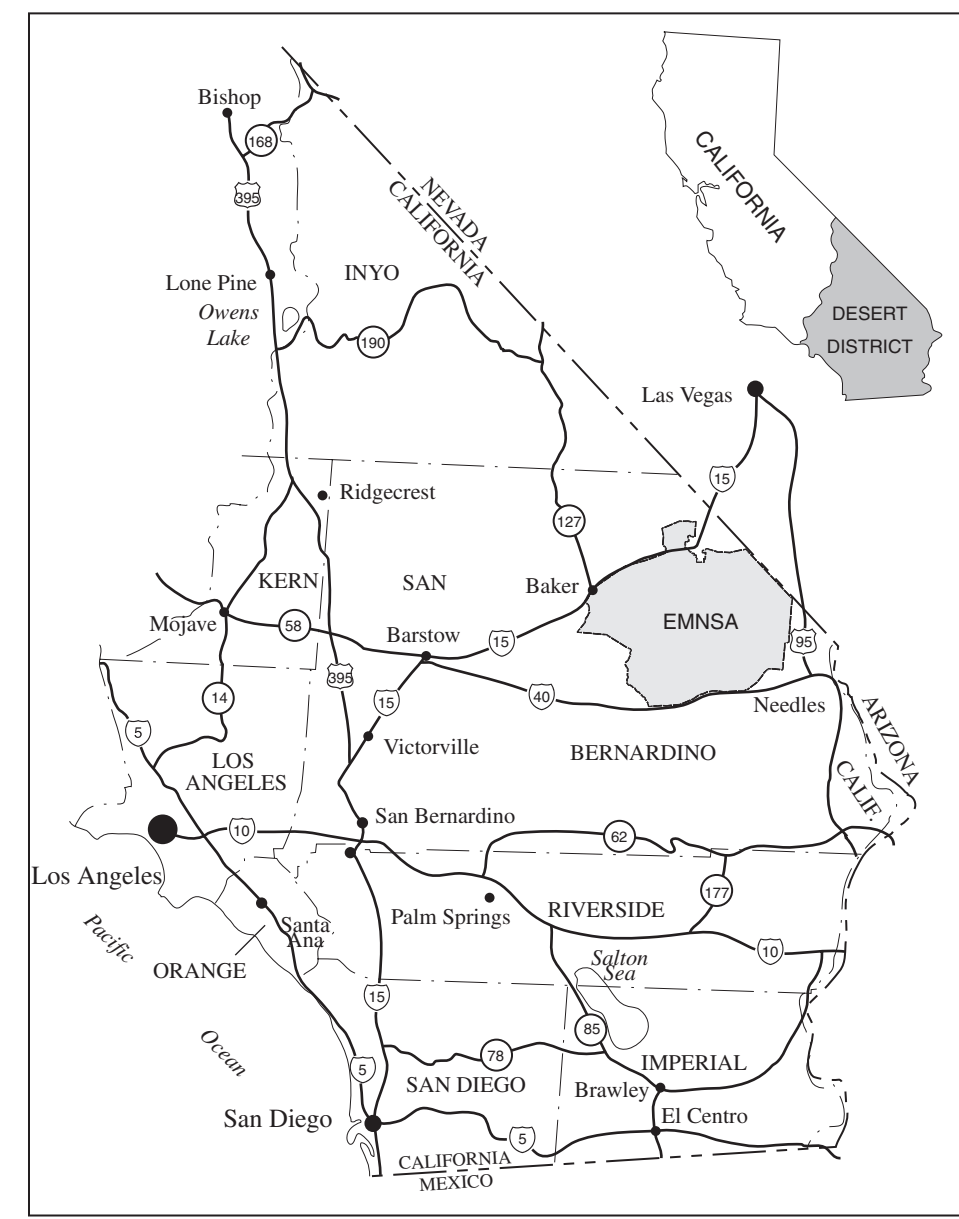 Bishop
168
395
NEVADA
CALIFORNIA
CALIFORNIA
DESERT
DISTRICT
Lone Pine
INYO
Owens
Lake
190
Las Vegas
15
Ridgecrest
127
KERN
SAN
Baker
EMNSA
Mojave
58
Barstow
15
95
395
14
15
40
Needles
5
Victorville
BERNARDINO
ARIZONA
CALIF.
LOS
ANGELES
San Bernardino
10
62
Los Angeles
177
Palm Springs
RIVERSIDE
Santa
Ana
Pacific
ORANGE
10
Salton
Sea
15
85
Ocean
78
5
SAN DIEGO
IMPERIAL
Brawley
San Diego
El Centro
5
CALIFORNIA
MEXICO